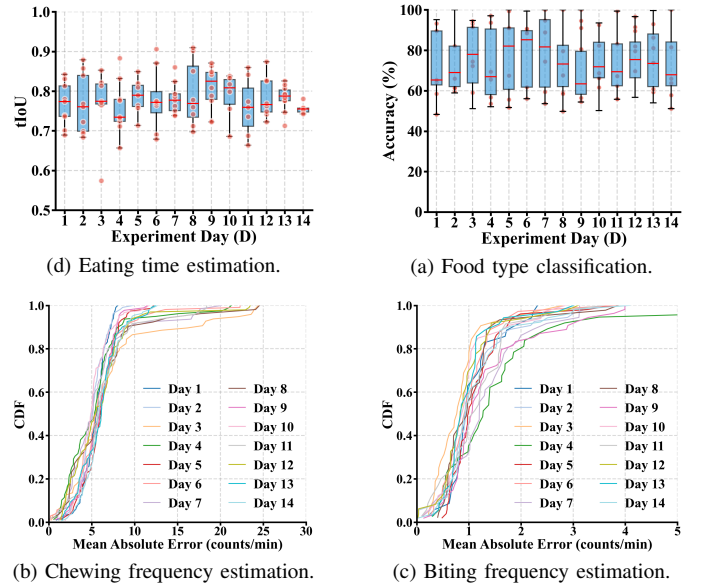 1.0
0.9
0.8
0.7
0.6
0.5
tIoU
1 2 3 4 5 6 7 8 9 10 11 12 13 14
Experiment Day (D)
(d) Eating time estimation.
100
80
60
40
20
0
Accuracy (%)
1 2 3 4 5 6 7 8 9 10 11 12 13 14
Experiment Day (D)
(a) Food type classification.
1.0
0.8
0.6
0.4
0.2
0.0
CDF
Day 1 Day 8
Day 2 Day 9
Day 3 Day 10
Day 4 Day 11
Day 5 Day 12
Day 6 Day 13
Day 7 Day 14
0 5 10 15 20 25 30
Mean Absolute Error (counts/min)
(b) Chewing frequency estimation.
1.0
0.8
0.6
0.4
0.2
0.0
CDF
Day 1 Day 8
Day 2 Day 9
Day 3 Day 10
Day 4 Day 11
Day 5 Day 12
Day 6 Day 13
Day 7 Day 14
0 1 2 3 4 5
Mean Absolute Error (counts/min)
(c) Biting frequency estimation.